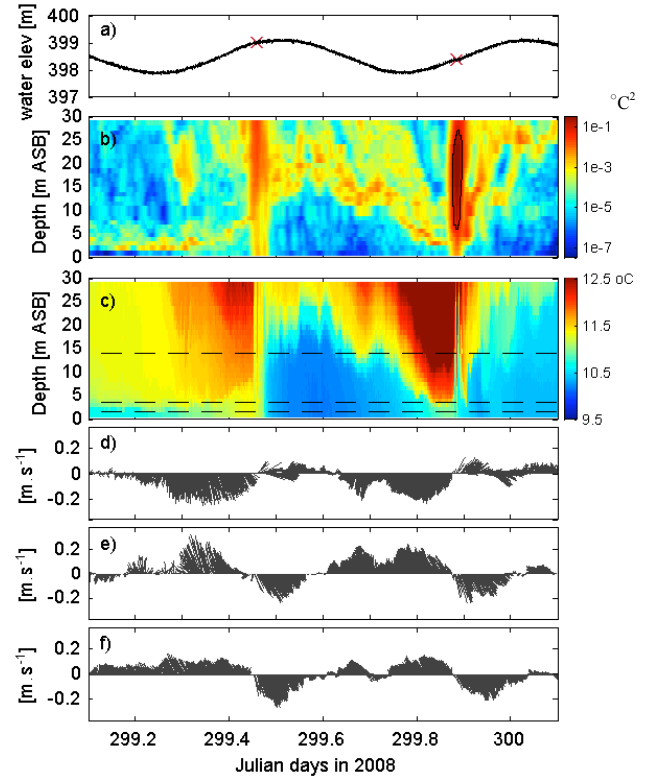 400
399
398
397
water elev [m]
a)
°C²
30
25
20
15
10
5
0
Depth [m ASB]
b)
1e-1
1e-3
1e-5
1e-7
30
25
20
15
10
5
0
Depth [m ASB]
c)
12.5 oC
11.5
10.5
9.5
0.2
0
-0.2
[m.s⁻¹]
d)
0.2
0
-0.2
[m.s⁻¹]
e)
0.2
0
-0.2
[m.s⁻¹]
f)
299.2 299.4 299.6 299.8 300
Julian days in 2008